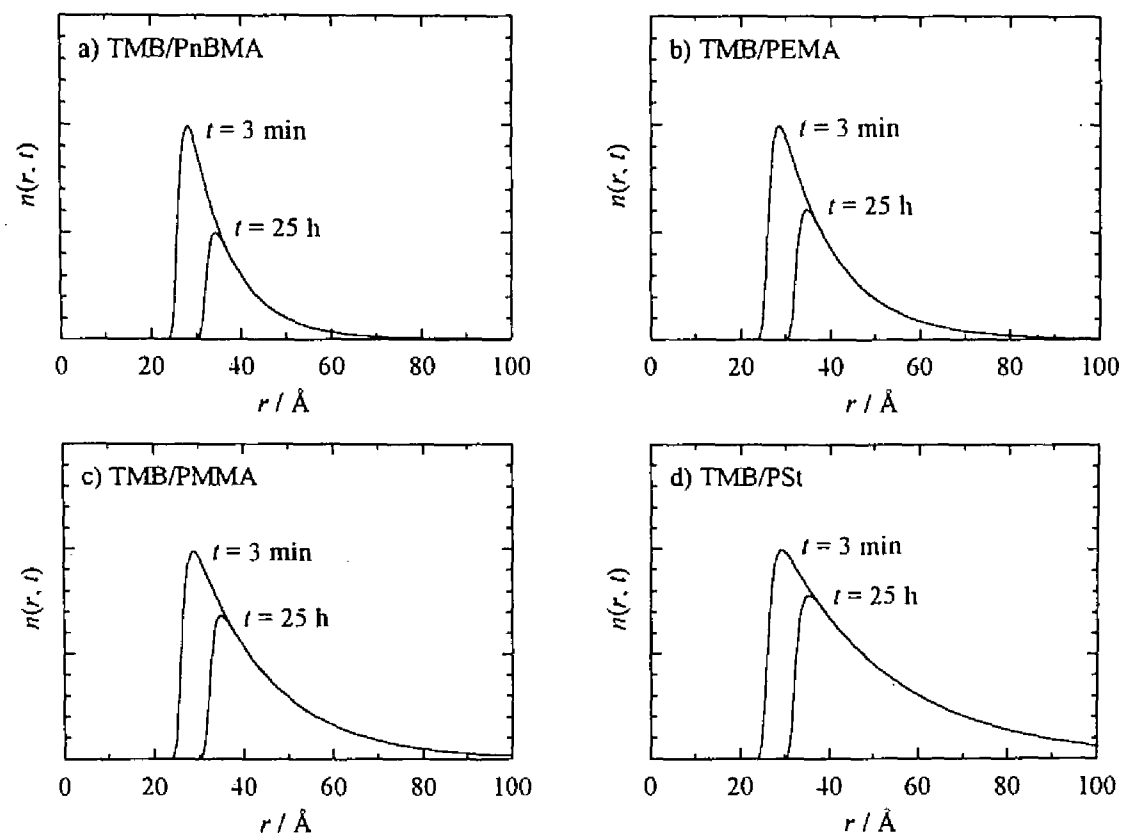 a) TMB/PnBMA
t = 3 min
t = 25 h
n(r, t)
0 20 40 60 80 100
r / Å
b) TMB/PEMA
t = 3 min
t = 25 h
n(r, t)
0 20 40 60 80 100
r / Å
c) TMB/PMMA
t = 3 min
t = 25 h
n(r, t)
0 20 40 60 80 100
r / Å
d) TMB/PSt
t = 3 min
t = 25 h
n(r, t)
0 20 40 60 80 100
r / Å